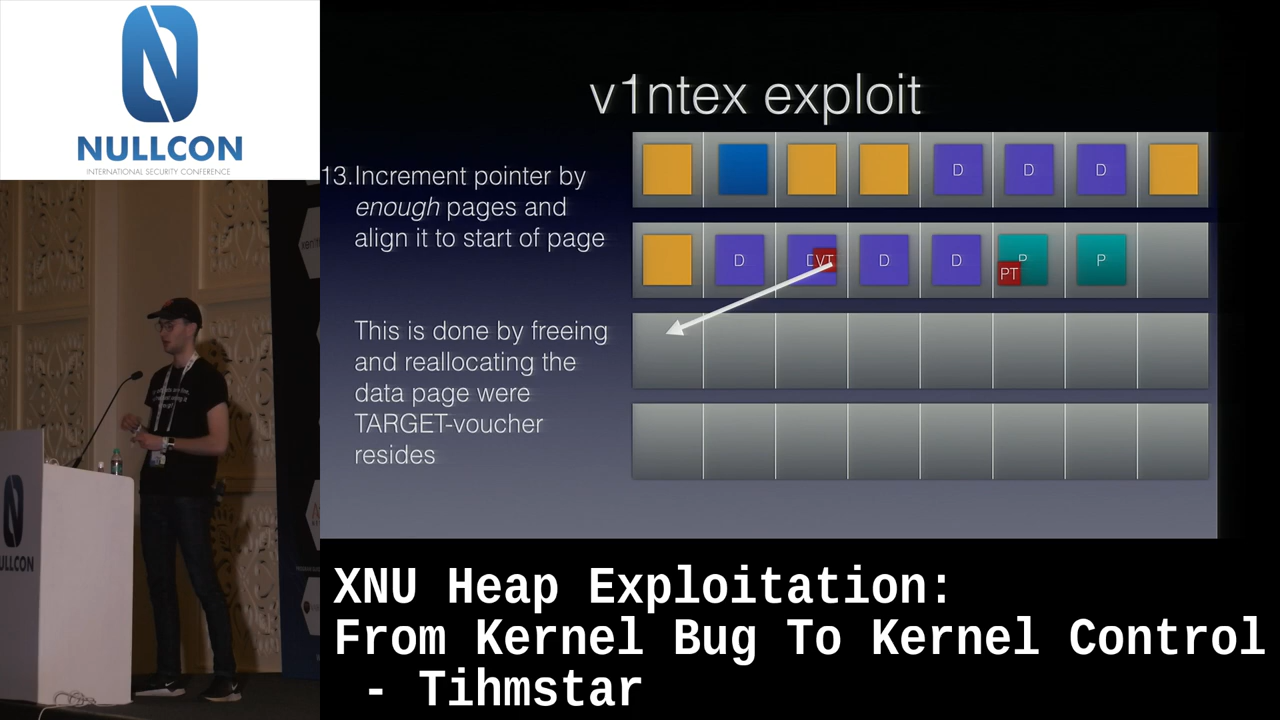 NULLCON
INTERNATIONAL SECURITY CONFERENCE
v1ntex exploit
13.Increment pointer by
enough pages and
align it to start of page
This is done by freeing
and reallocating the
data page were
TARGET-voucher
resides
D D D
D VT D D P P
PT
NULLCON
XNU Heap Exploitation:
From Kernel Bug To Kernel Control
- Tihmstar